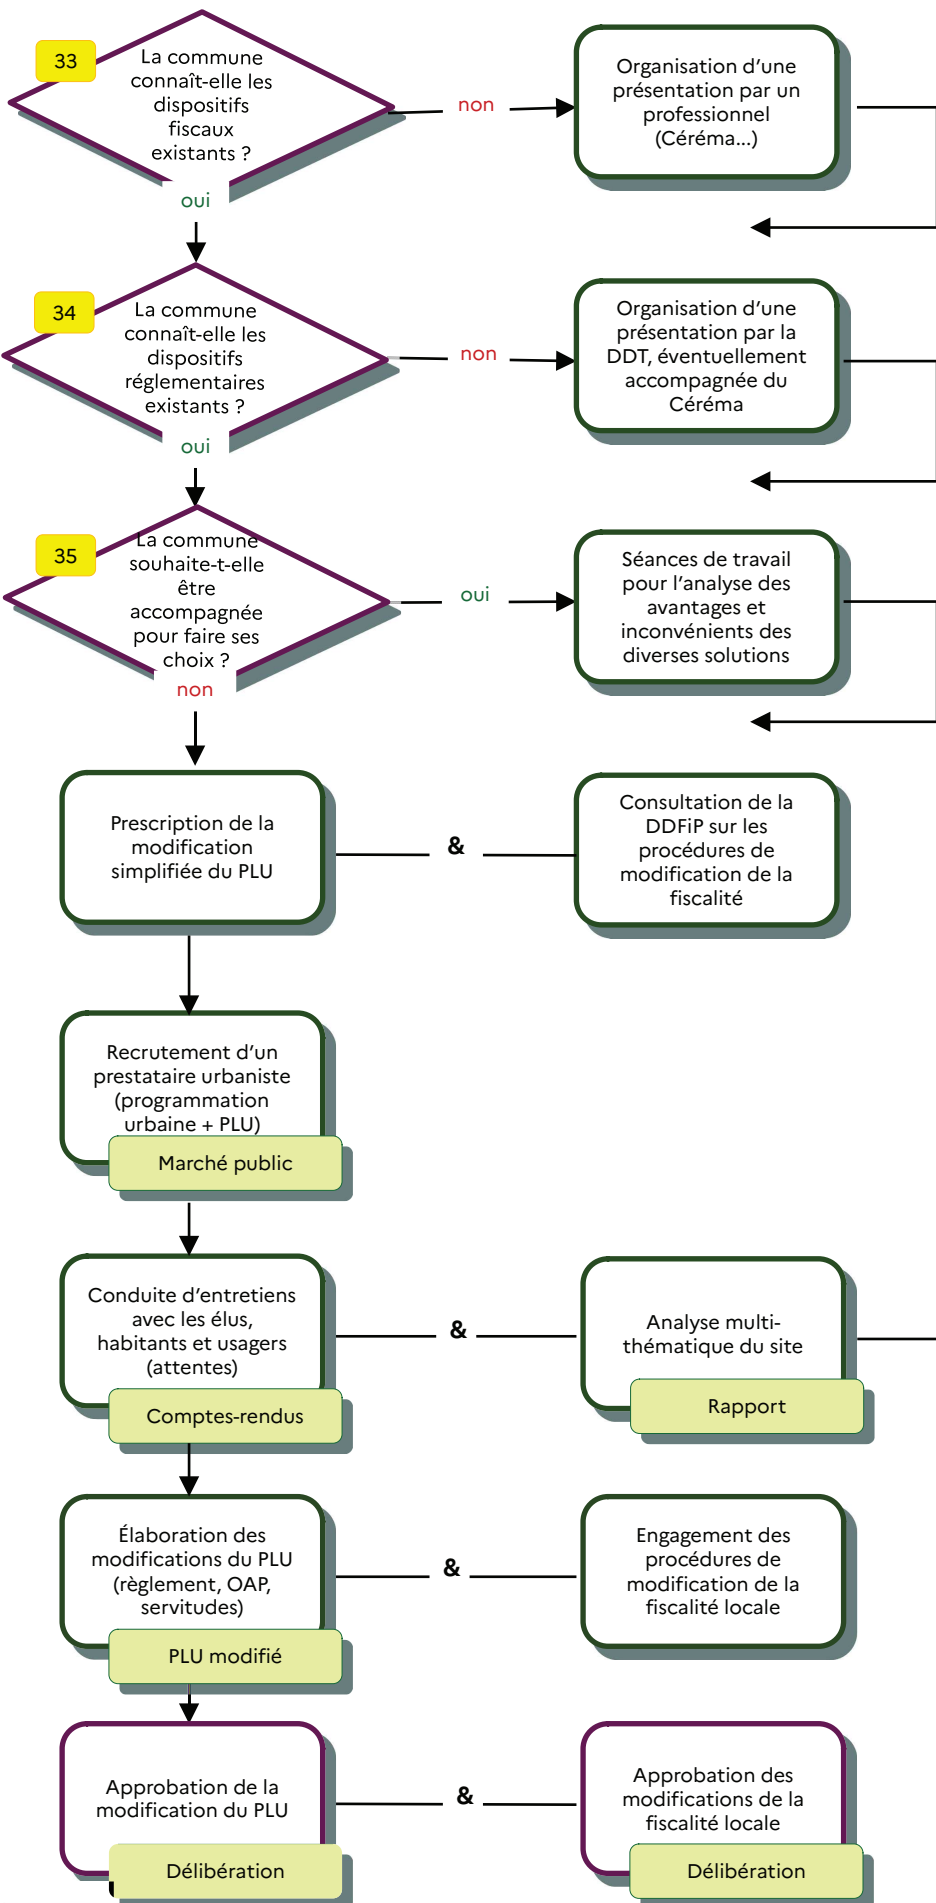 33
La commune
connaît-elle les
dispositifs
fiscaux
existants ?
non
oui
Organisation d'une
présentation par un
professionnel
(Céréma...)
34
La commune
connaît-elle les
dispositifs
réglementaires
existants ?
non
oui
Organisation d'une
présentation par la
DDT, éventuellement
accompagnée du
Céréma
35
La commune
souhaite-t-elle
être
accompagnée
pour faire ses
choix ?
oui
non
Séances de travail
pour l'analyse des
avantages et
inconvénients des
diverses solutions
Prescription de la
modification
simplifiée du PLU
&
Consultation de la
DDFiP sur les
procédures de
modification de la
fiscalité
Recrutement d'un
prestataire urbaniste
(programmation
urbaine + PLU)
Marché public
Conduite d'entretiens
avec les élus,
habitants et usagers
(attentes)
Comptes-rendus
&
Analyse multi-
thématique du site
Rapport
Élaboration des
modifications du PLU
(règlement, OAP,
servitudes)
PLU modifié
&
Engagement des
procédures de
modification de la
fiscalité locale
Approbation de la
modification du PLU
Délibération
&
Approbation des
modifications de la
fiscalité locale
Délibération